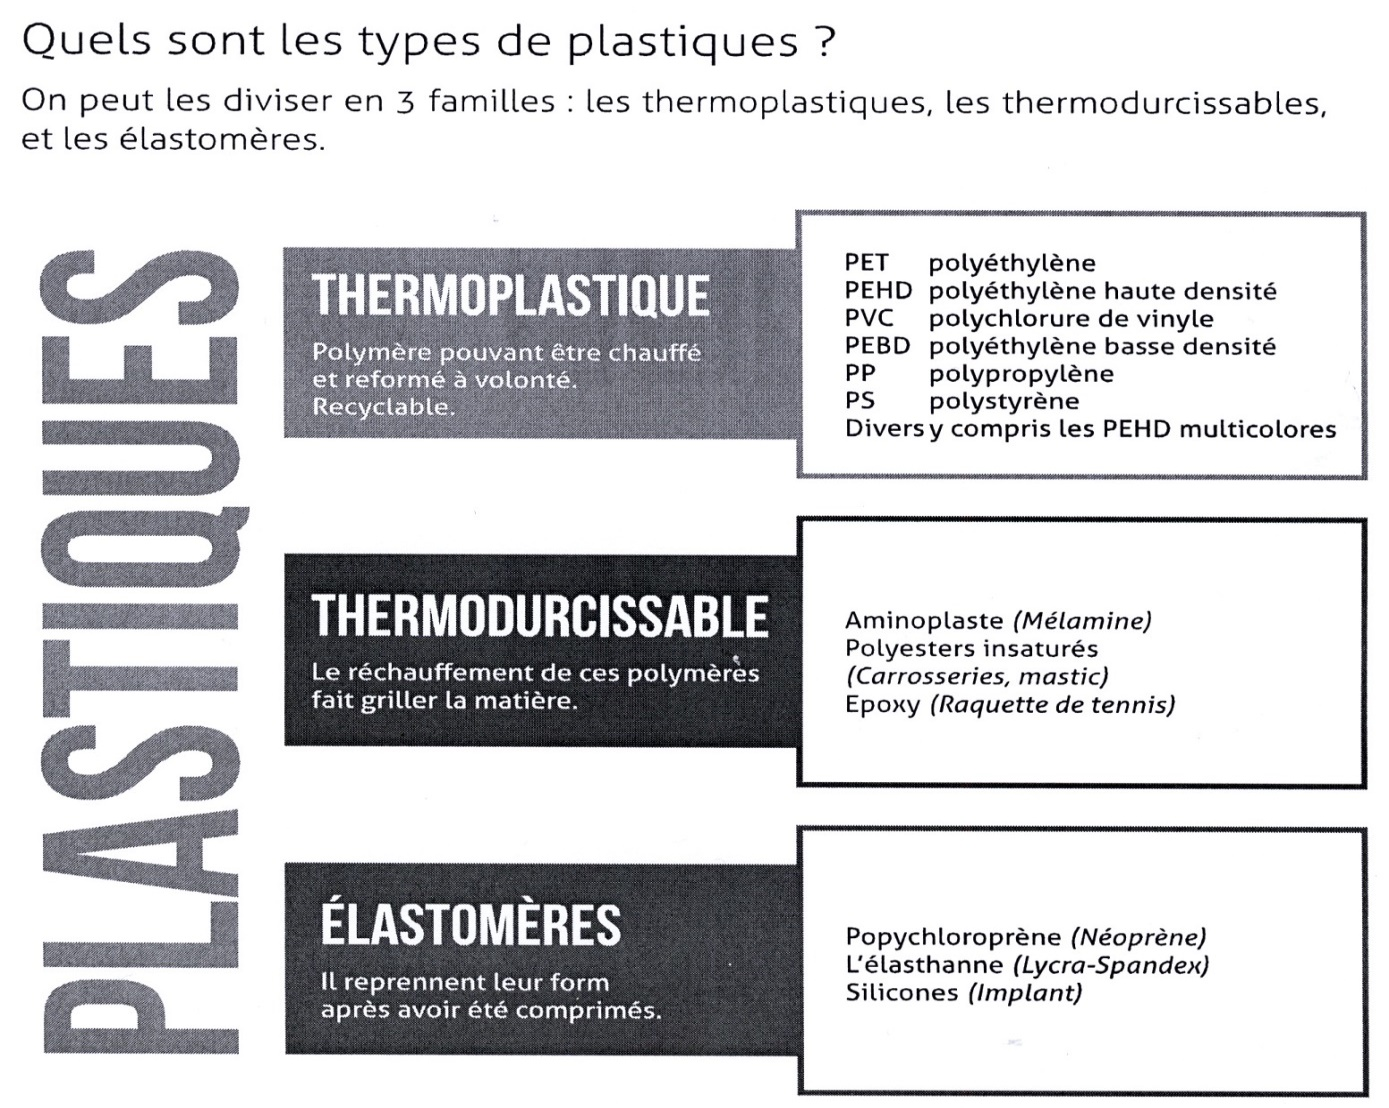 Quels sont les types de plastiques ?
On peut les diviser en 3 familles : les thermoplastiques, les thermodurcissables,
et les élastomères.
PLASTIQUES
THERMOPLASTIQUE
Polymère pouvant être chauffé
et reformé à volonté.
Recyclable.
PET polyéthylène
PEHD polyéthylène haute densité
PVC polychlorure de vinyle
PEBD polyéthylène basse densité
PP polypropylène
PS polystyrène
Divers y compris les PEHD multicolores
THERMODURCISSABLE
Le réchauffement de ces polymères
fait griller la matière.
Aminoplaste (Mélamine)
Polyesters insaturés
(Carrosseries, mastic)
Epoxy (Raquette de tennis)
ÉLASTOMÈRES
Il reprennent leur form
après avoir été comprimés.
Popychloroprène (Néoprène)
L'élasthanne (Lycra-Spandex)
Silicones (Implant)